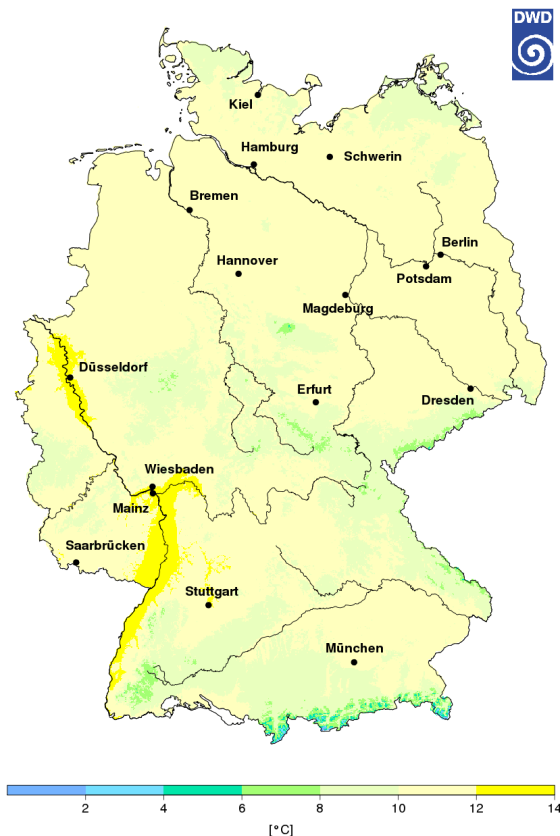 DWD
Kiel
Hamburg
Schwerin
Bremen
Berlin
Hannover
Potsdam
Magdeburg
Düsseldorf
Erfurt
Dresden
Wiesbaden
Mainz
Saarbrücken
Stuttgart
München
2 4 6 8 10 12 14
[°C]